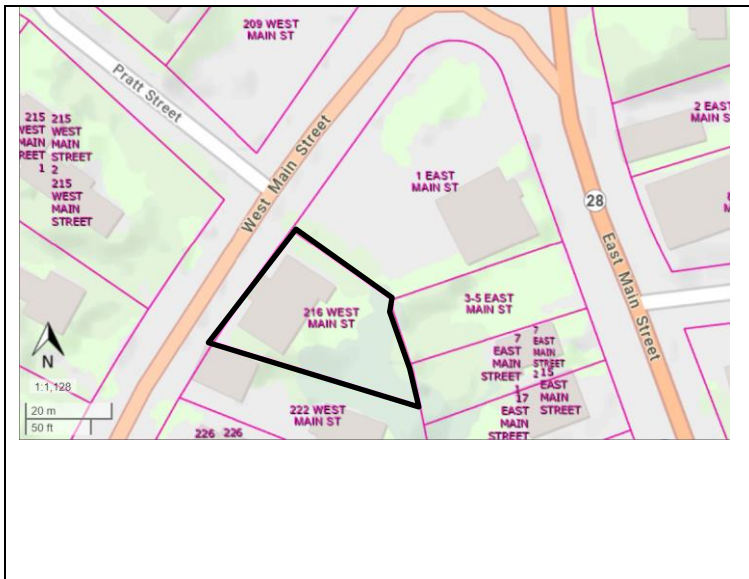 209 WEST
MAIN ST
Pratt Street
215
WEST
MAIN
REET
1
215
WEST
MAIN
STREET
2
215
WEST
MAIN
STREET
West Main Street
1 EAST
MAIN ST
2 EAST
MAIN S
28
East Main Street
216 WEST
MAIN ST
3-5 EAST
MAIN ST
7
EAST
MAIN
STREET
1
7
EAST
MAIN
STREET
2
15
EAST
MAIN
STREET
17
EAST
MAIN
STREET
222 WEST
MAIN ST
226 226
N
1:1,128
20 m
50 ft